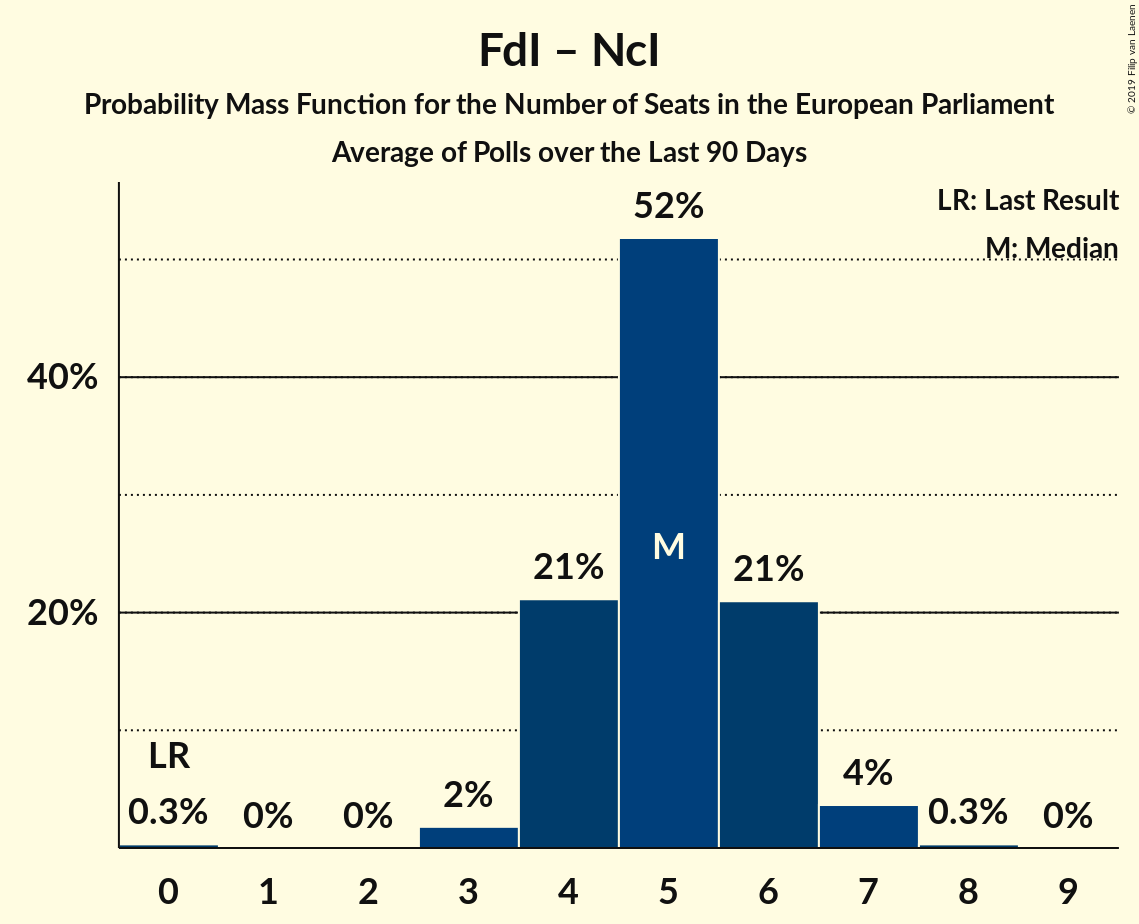 FdI – NcI
Probability Mass Function for the Number of Seats in the European Parliament
Average of Polls over the Last 90 Days
© 2019 Filip van Laenen
LR: Last Result
M: Median
52%
40%
21%
M
21%
20%
LR
0.3%
0%
0%
2%
4%
0.3%
0%
0 1 2 3 4 5 6 7 8 9